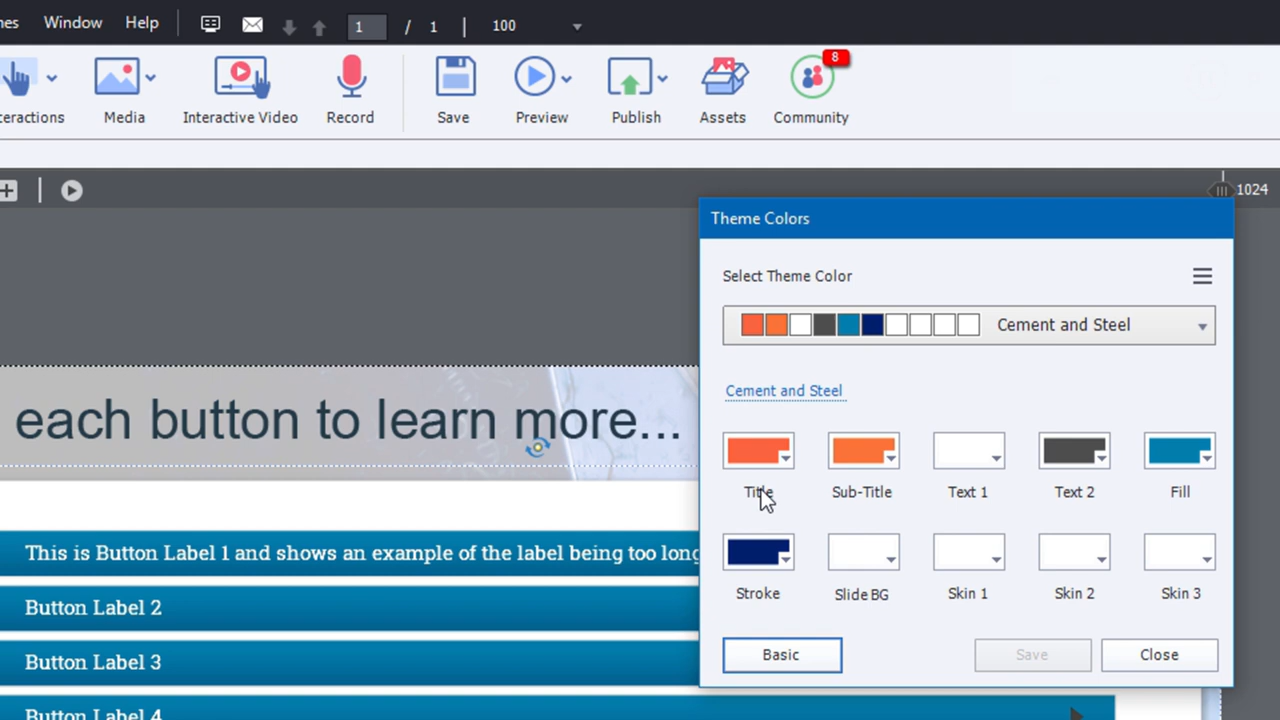 nes Window Help 1 / 1 | 100
teractions Media Interactive Video Record Save Preview Publish Assets Community
8
1024
Theme Colors
Select Theme Color
Cement and Steel
Cement and Steel
Title Sub-Title Text 1 Text 2 Fill
Stroke Slide BG Skin 1 Skin 2 Skin 3
Basic Save Close
each button to learn more...
This is Button Label 1 and shows an example of the label being too long
Button Label 2
Button Label 3
Button Label 4